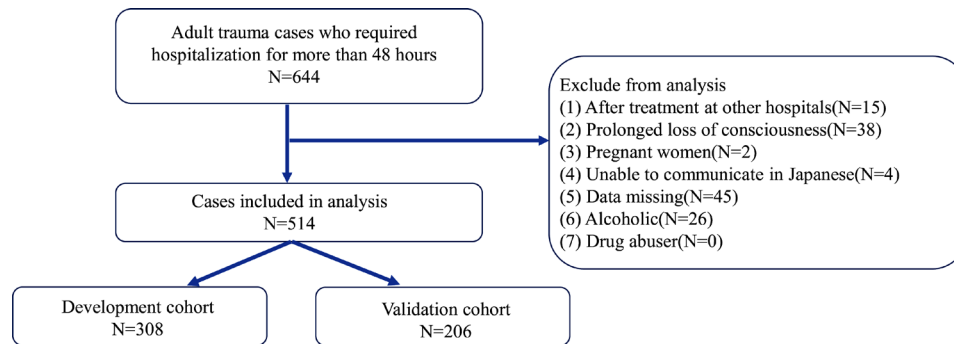 Adult trauma cases who required
hospitalization for more than 48 hours
N=644
Exclude from analysis
(1) After treatment at other hospitals(N=15)
(2) Prolonged loss of consciousness(N=38)
(3) Pregnant women(N=2)
(4) Unable to communicate in Japanese(N=4)
(5) Data missing(N=45)
(6) Alcoholic(N=26)
(7) Drug abuser(N=0)
Cases included in analysis
N=514
Development cohort
N=308
Validation cohort
N=206